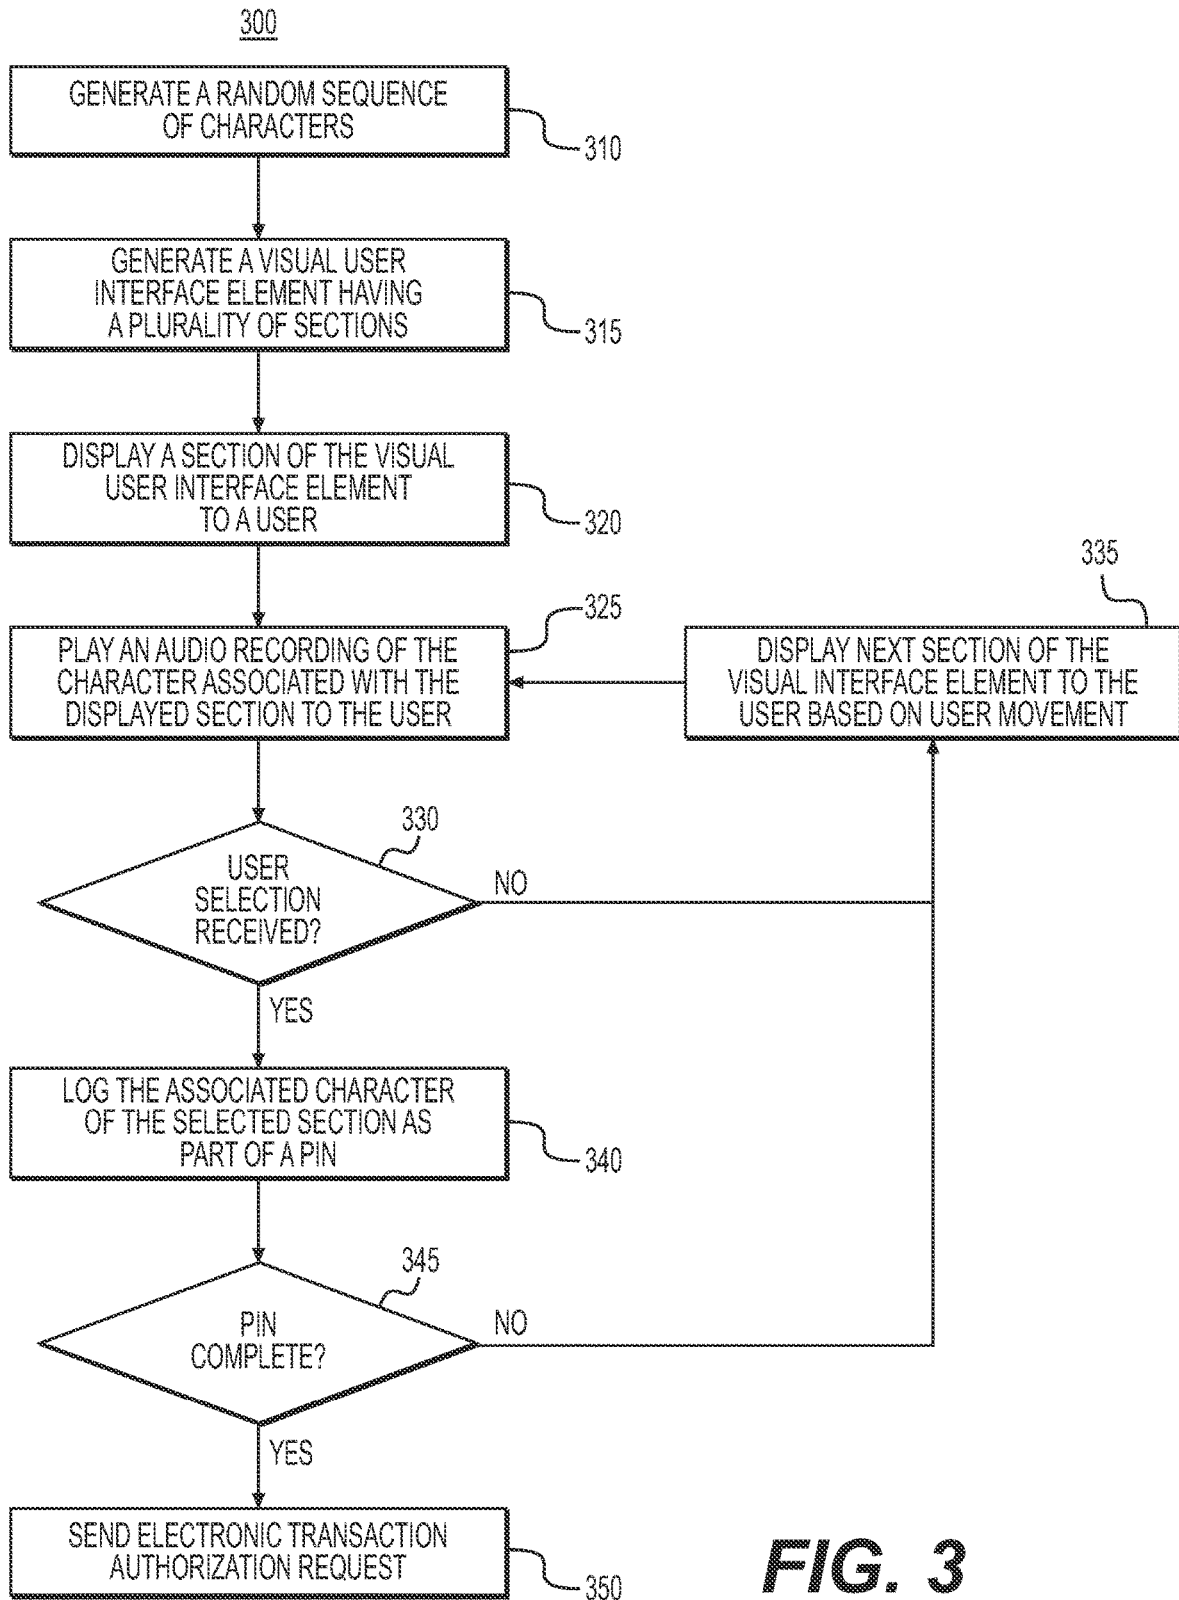 300
GENERATE A RANDOM SEQUENCE
OF CHARACTERS
310
GENERATE A VISUAL USER
INTERFACE ELEMENT HAVING
A PLURALITY OF SECTIONS
315
DISPLAY A SECTION OF THE VISUAL
USER INTERFACE ELEMENT
TO A USER
320
325
PLAY AN AUDIO RECORDING OF THE
CHARACTER ASSOCIATED WITH THE
DISPLAYED SECTION TO THE USER
335
DISPLAY NEXT SECTION OF THE
VISUAL INTERFACE ELEMENT TO THE
USER BASED ON USER MOVEMENT
330
USER
SELECTION
RECEIVED?
NO
YES
LOG THE ASSOCIATED CHARACTER
OF THE SELECTED SECTION AS
PART OF A PIN
340
345
PIN
COMPLETE?
NO
YES
SEND ELECTRONIC TRANSACTION
AUTHORIZATION REQUEST
350
FIG. 3